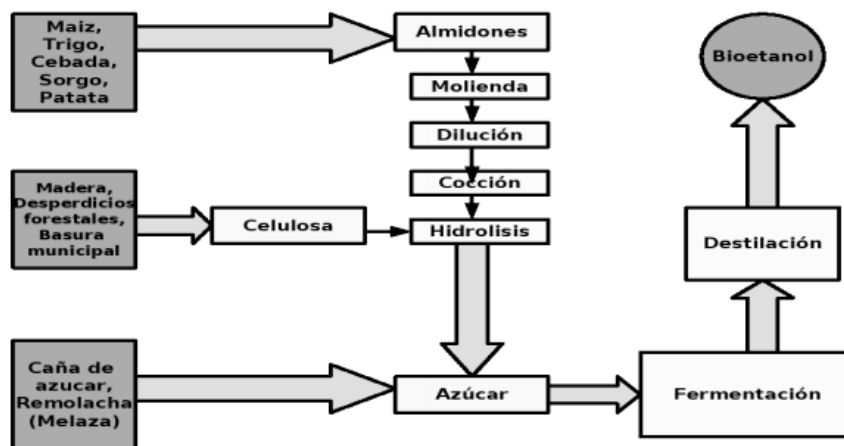 Maiz,
Trigo,
Cebada,
Sorgo,
Patata
Almidones
Molienda
Dilución
Cocción
Hidrolisis
Madera,
Desperdicios
forestales,
Basura
municipal
Celulosa
Caña de
azucar,
Remolacha
(Melaza)
Azúcar
Fermentación
Destilación
Bioetanol